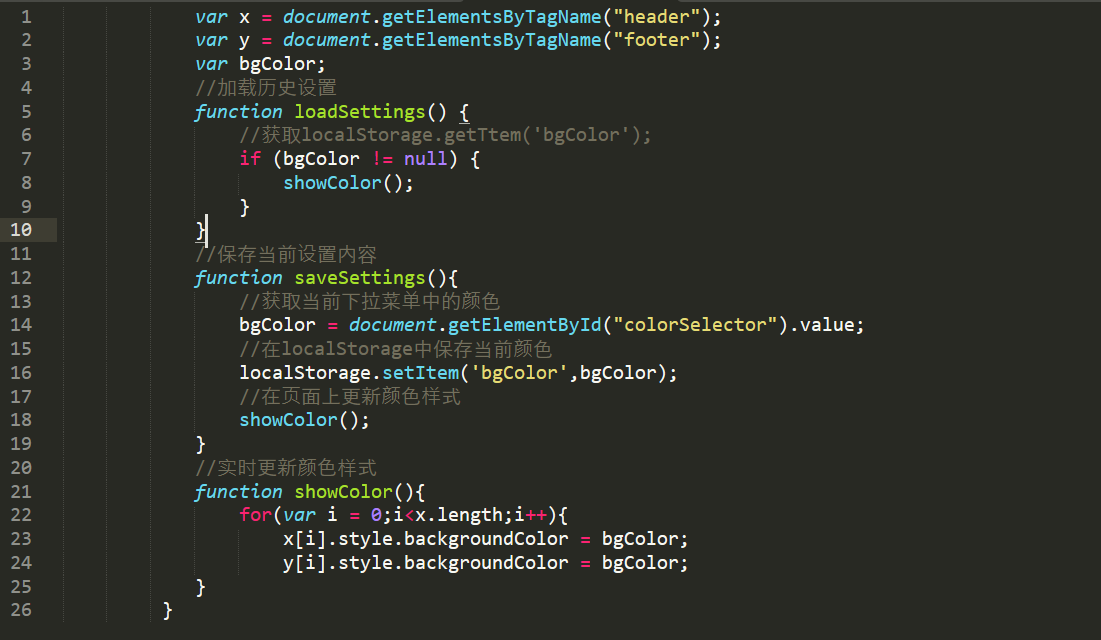 1 var x = document.getElementsByTagName("header");
2 var y = document.getElementsByTagName("footer");
3 var bgColor;
4 //加载历史设置
5 function loadSettings() {
6 //获取localStorage.getTtem('bgColor');
7 if (bgColor != null) {
8 showColor();
9 }
10 }
11 //保存当前设置内容
12 function saveSettings(){
13 //获取当前下拉菜单中的颜色
14 bgColor = document.getElementById("colorSelector").value;
15 //在localStorage中保存当前颜色
16 localStorage.setItem('bgColor',bgColor);
17 //在页面上更新颜色样式
18 showColor();
19 }
20 //实时更新颜色样式
21 function showColor(){
22 for(var i = 0;i<x.length;i++){
23 x[i].style.backgroundColor = bgColor;
24 y[i].style.backgroundColor = bgColor;
25 }
26 }